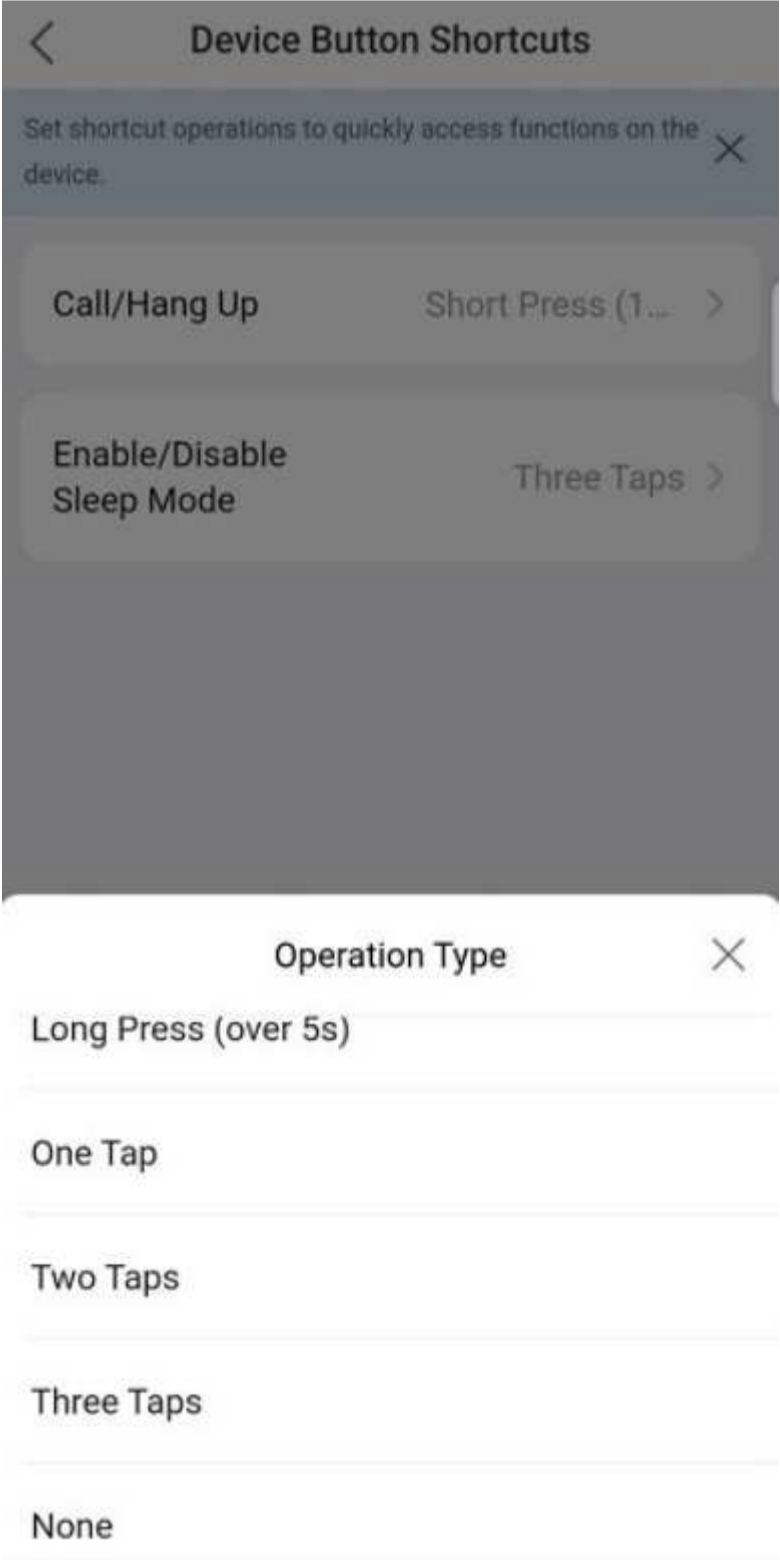 Device Button Shortcuts
Set shortcut operations to quickly access functions on the
device.
Call/Hang Up
Short Press (1...
Enable/Disable
Sleep Mode
Three Taps
Operation Type
Long Press (over 5s)
One Tap
Two Taps
Three Taps
None